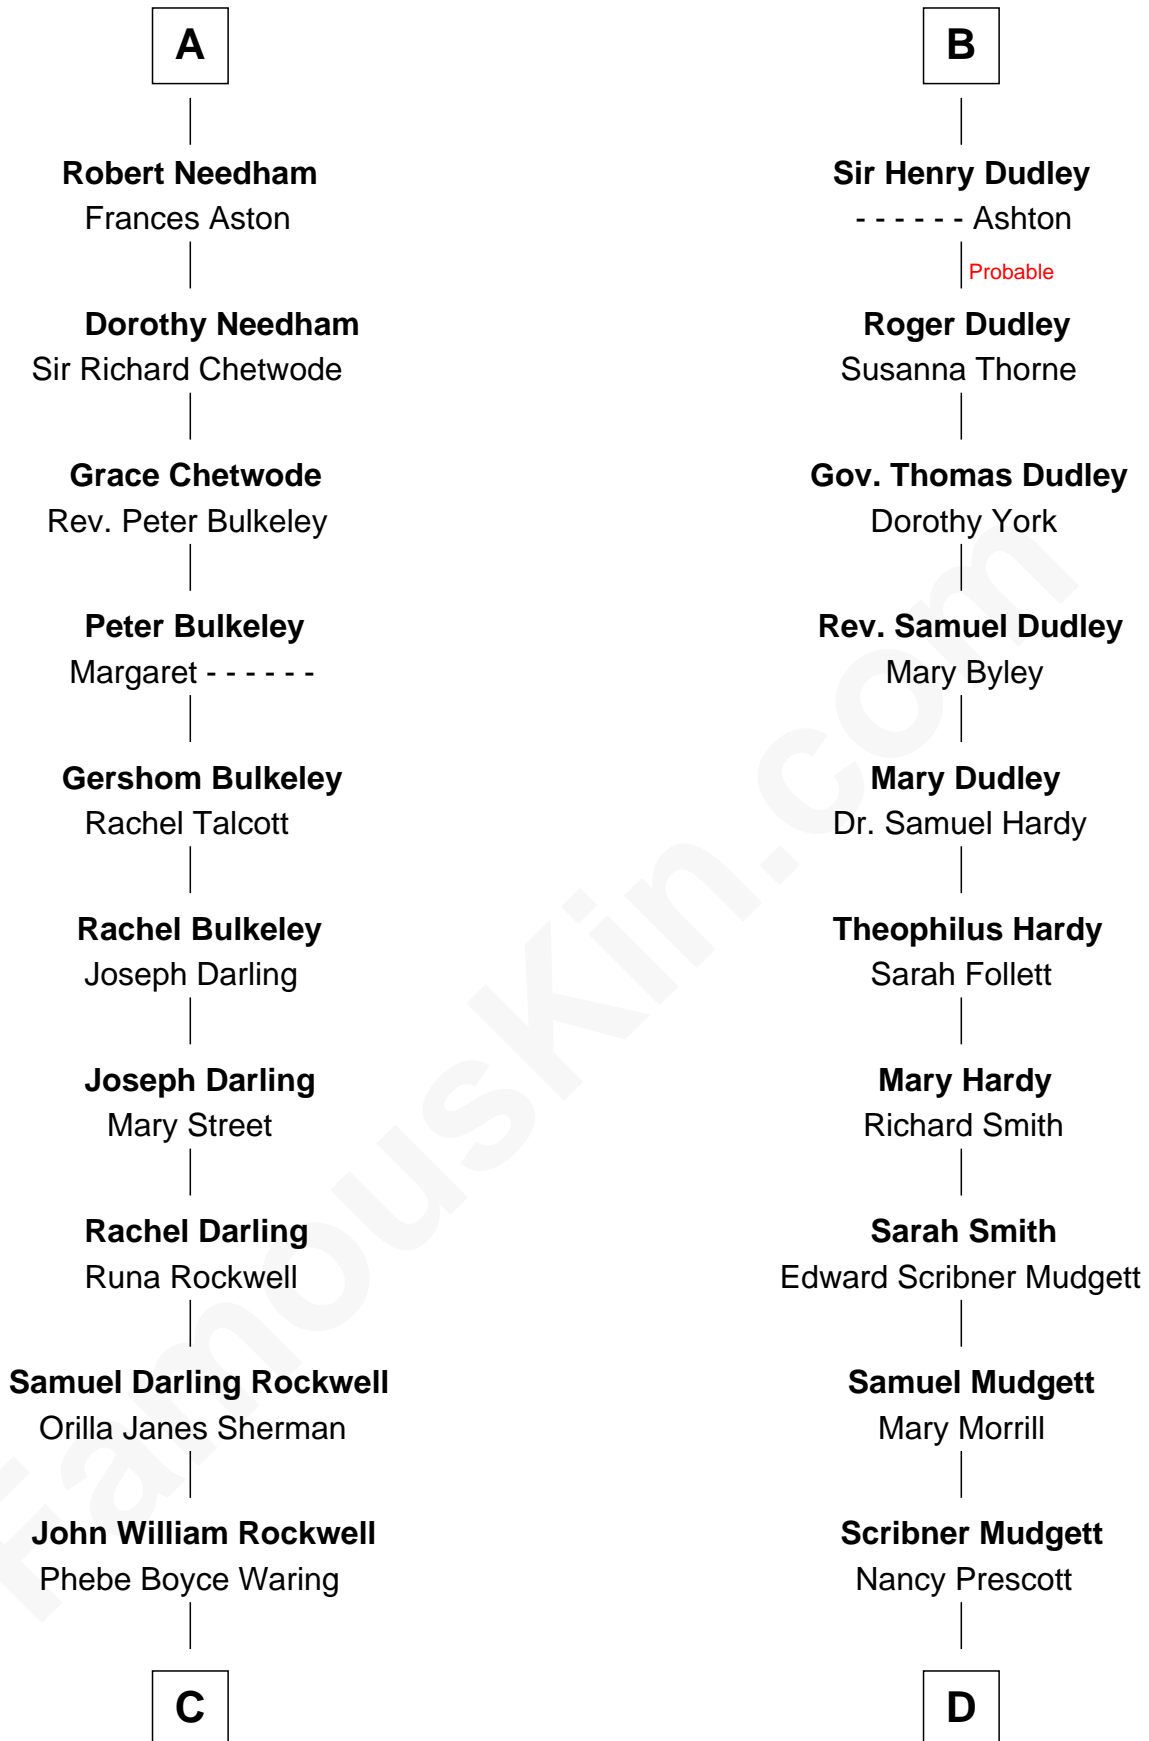 A
Robert Needham
Frances Aston
Dorothy Needham
Sir Richard Chetwode
Grace Chetwode
Rev. Peter Bulkeley
Peter Bulkeley
Margaret - - - - - -
Gershom Bulkeley
Rachel Talcott
Rachel Bulkeley
Joseph Darling
Joseph Darling
Mary Street
Rachel Darling
Runa Rockwell
Samuel Darling Rockwell
Orilla Janes Sherman
John William Rockwell
Phebe Boyce Waring
C
B
Sir Henry Dudley
- - - - - - Ashton
Probable
Roger Dudley
Susanna Thorne
Gov. Thomas Dudley
Dorothy York
Rev. Samuel Dudley
Mary Byley
Mary Dudley
Dr. Samuel Hardy
Theophilus Hardy
Sarah Follett
Mary Hardy
Richard Smith
Sarah Smith
Edward Scribner Mudgett
Samuel Mudgett
Mary Morrill
Scribner Mudgett
Nancy Prescott
D
FamousKin.com